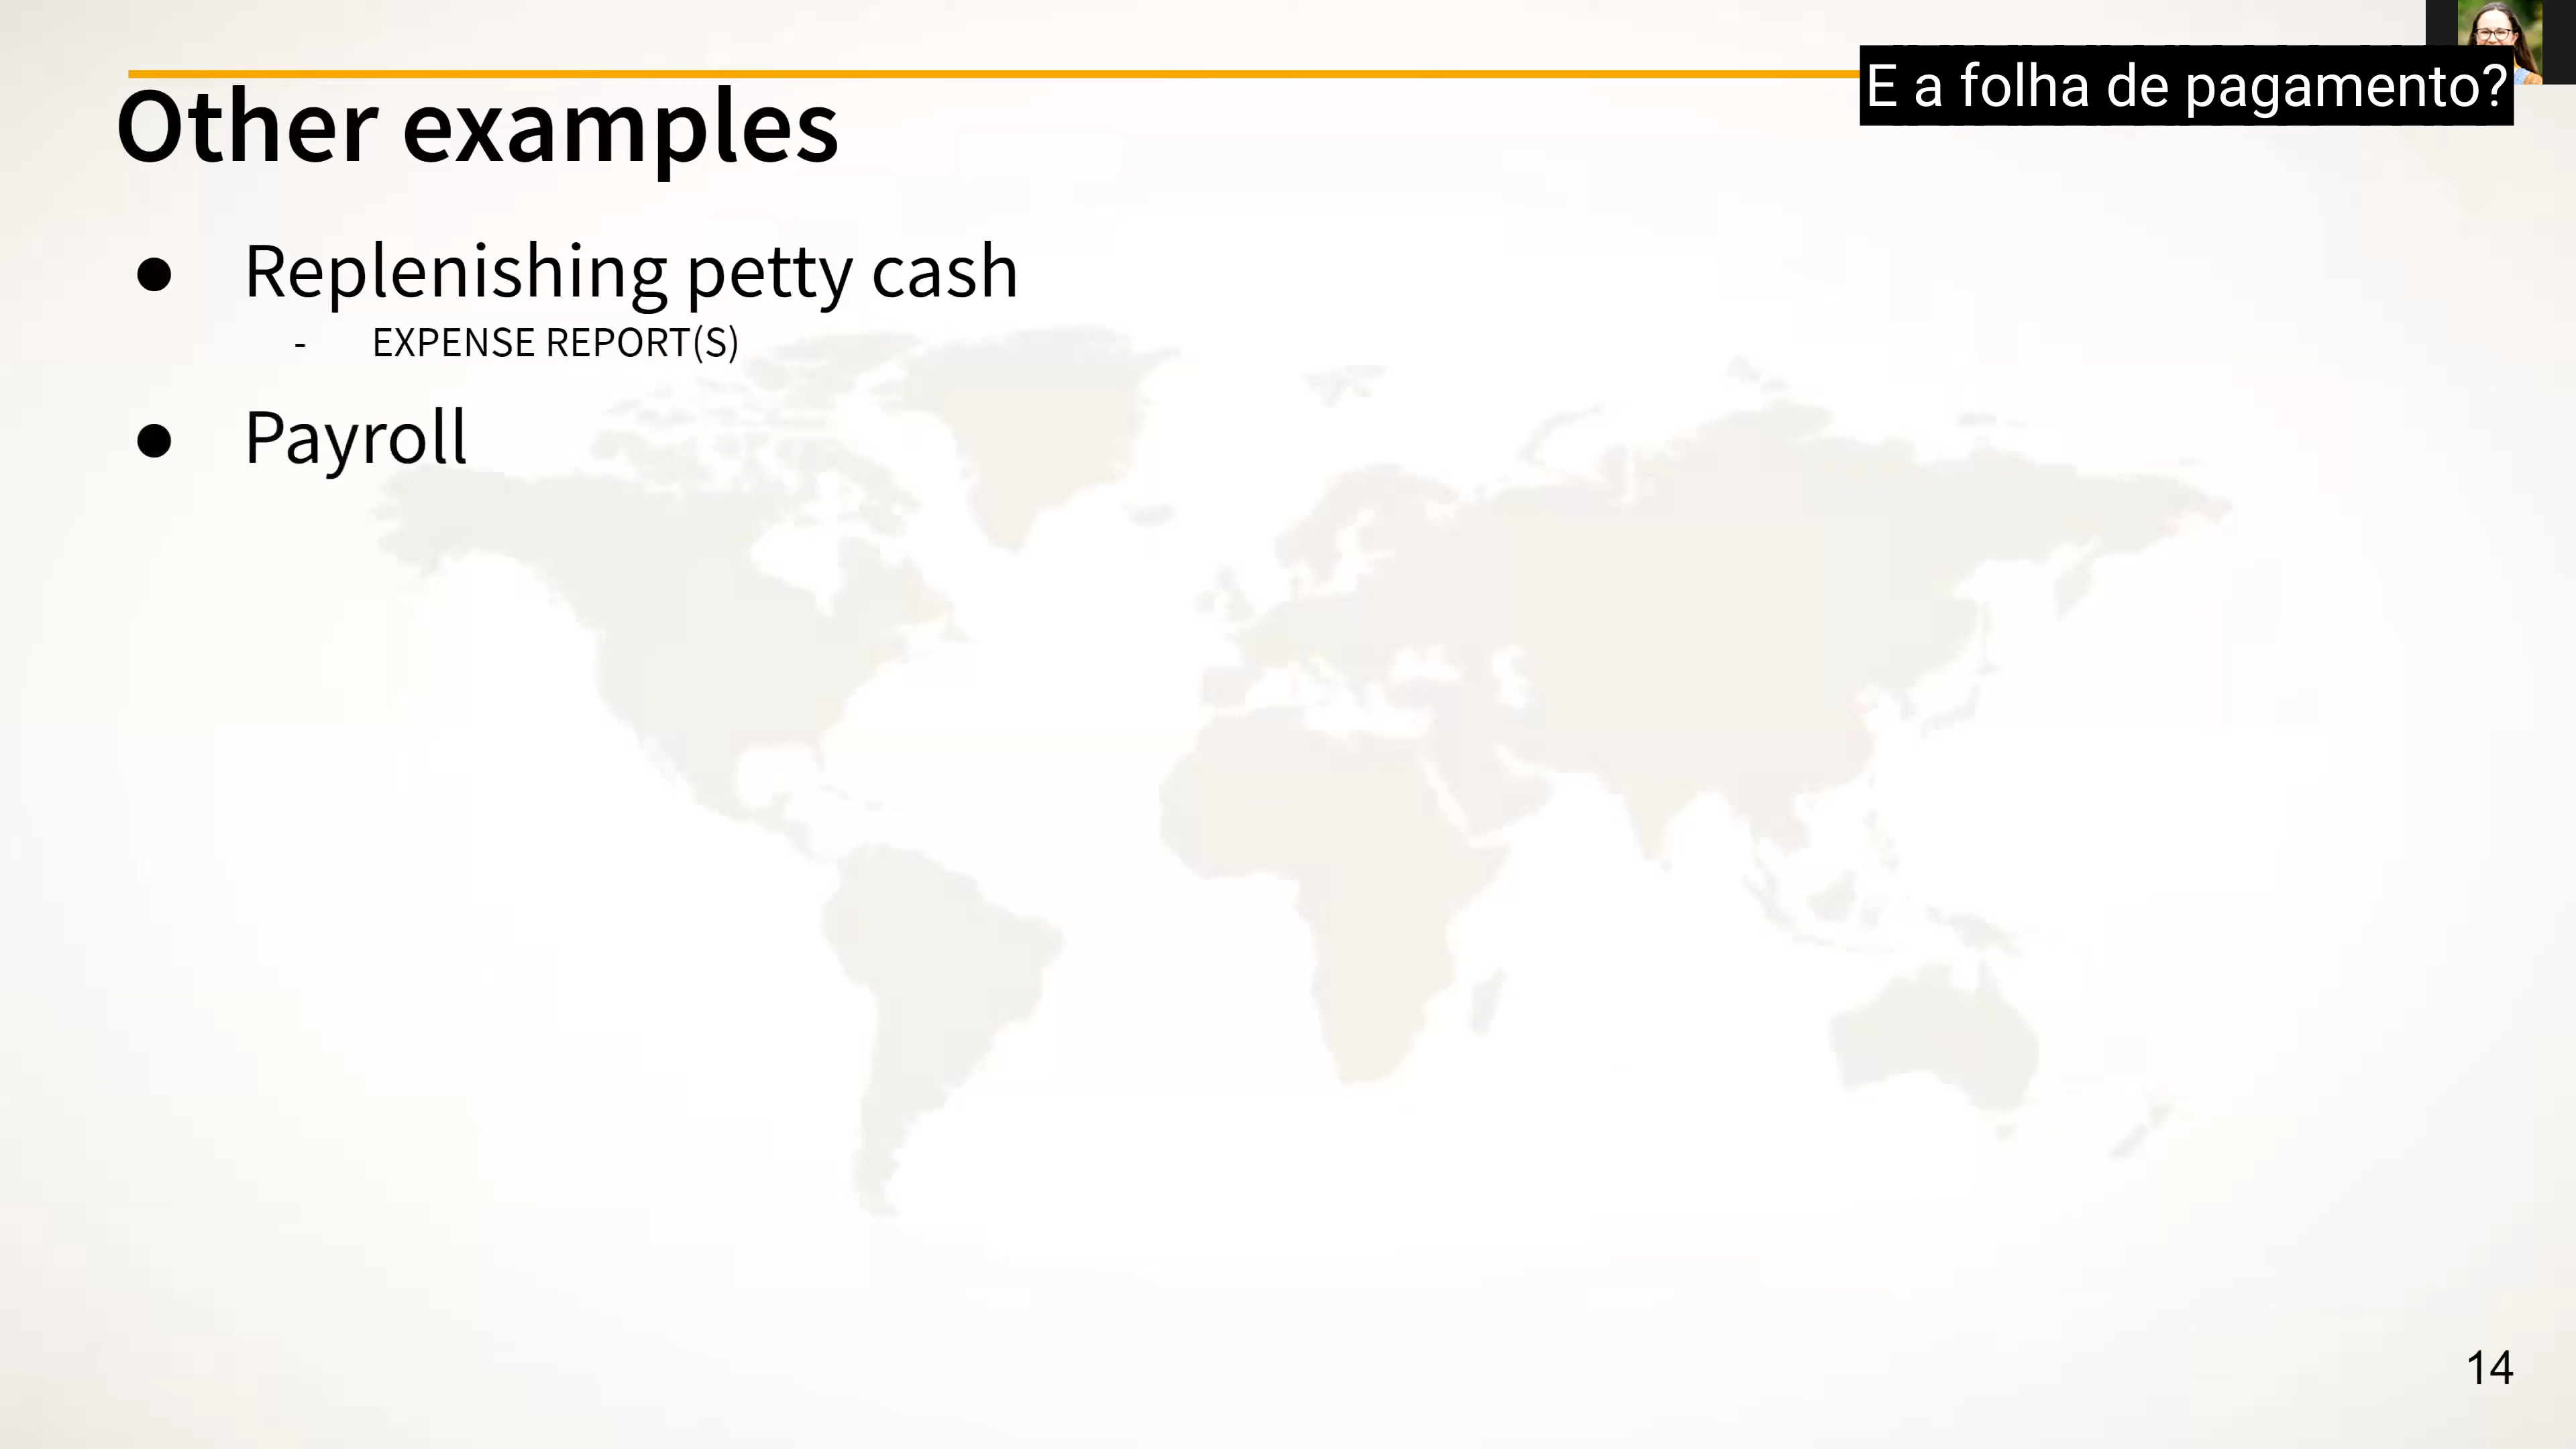 E a folha de pagamento?
Other examples
● Replenishing petty cash
- EXPENSE REPORT(S)
● Payroll
14